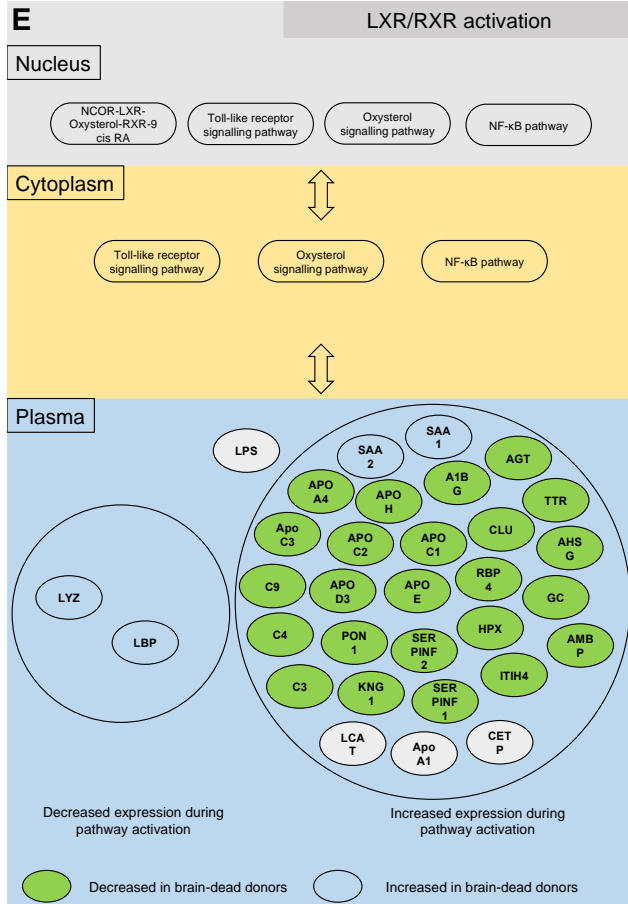 E
LXR/RXR activation
Nucleus
NCOR-LXR-
Oxysterol-RXR-9
cis RA
Toll-like receptor
signalling pathway
Oxysterol
signalling pathway
NF-κB pathway
Cytoplasm
Toll-like receptor
signalling pathway
Oxysterol
signalling pathway
NF-κB pathway
Plasma
LPS
SAA
2
SAA
1
AGT
APO
A4
APO
H
A1B
G
TTR
Apo
C3
APO
C2
APO
C1
CLU
AHS
G
C9
APO
D3
APO
E
RBP
4
GC
C4
PON
1
SER
PINF
2
HPX
AMB
P
C3
KNG
1
SER
PINF
1
ITIH4
LCA
T
Apo
A1
CET
P
LYZ
LBP
Decreased expression during
pathway activation
Increased expression during
pathway activation
Decreased in brain-dead donors
Increased in brain-dead donors